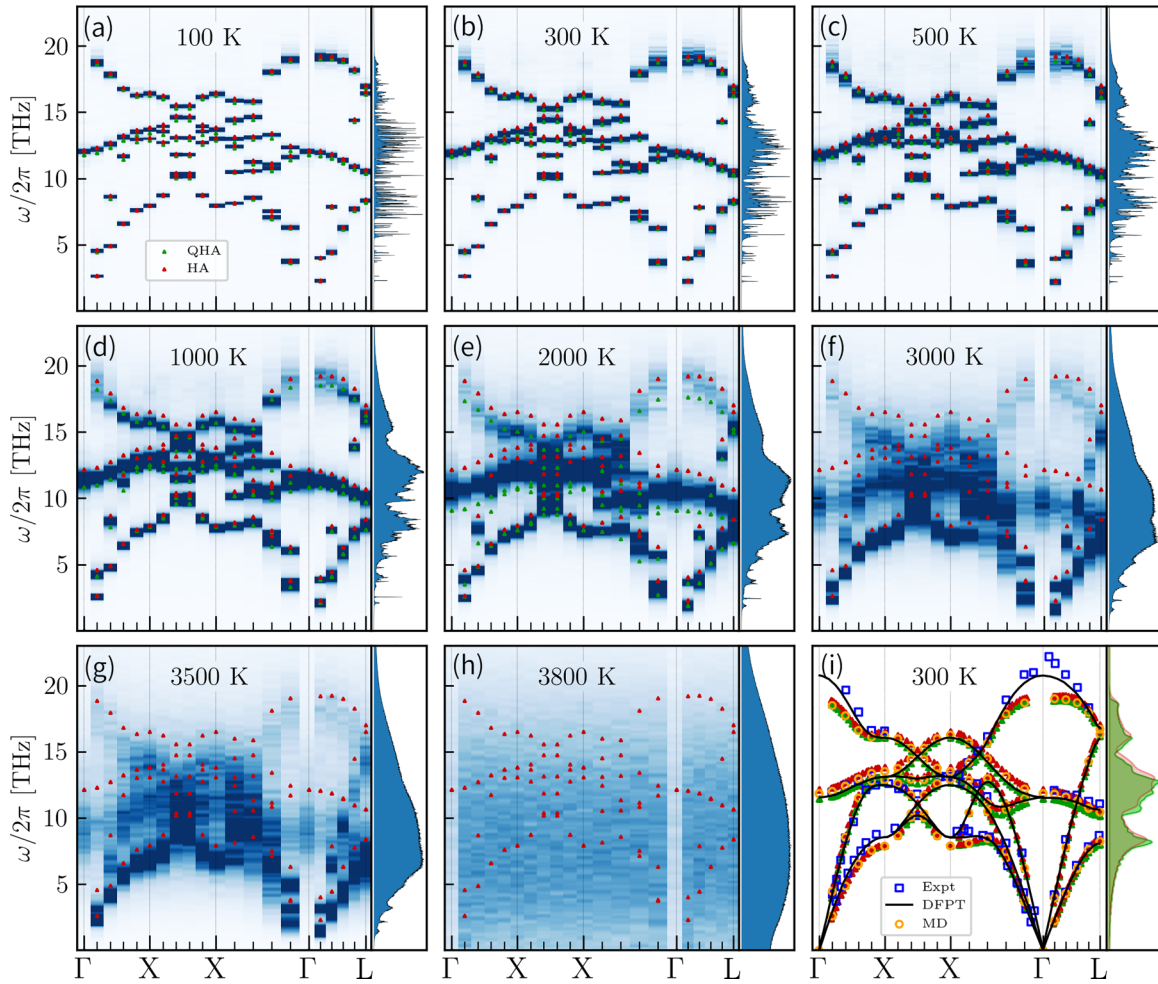 (a) 100 K
(b) 300 K
(c) 500 K
20
15
10
5
ω/2π [THz]
QHA
HA
(d) 1000 K
(e) 2000 K
(f) 3000 K
20
15
10
5
ω/2π [THz]
(g) 3500 K
(h) 3800 K
(i) 300 K
20
15
10
5
ω/2π [THz]
Expt
DFPT
MD
Γ X X Γ L
Γ X X Γ L
Γ X X Γ L